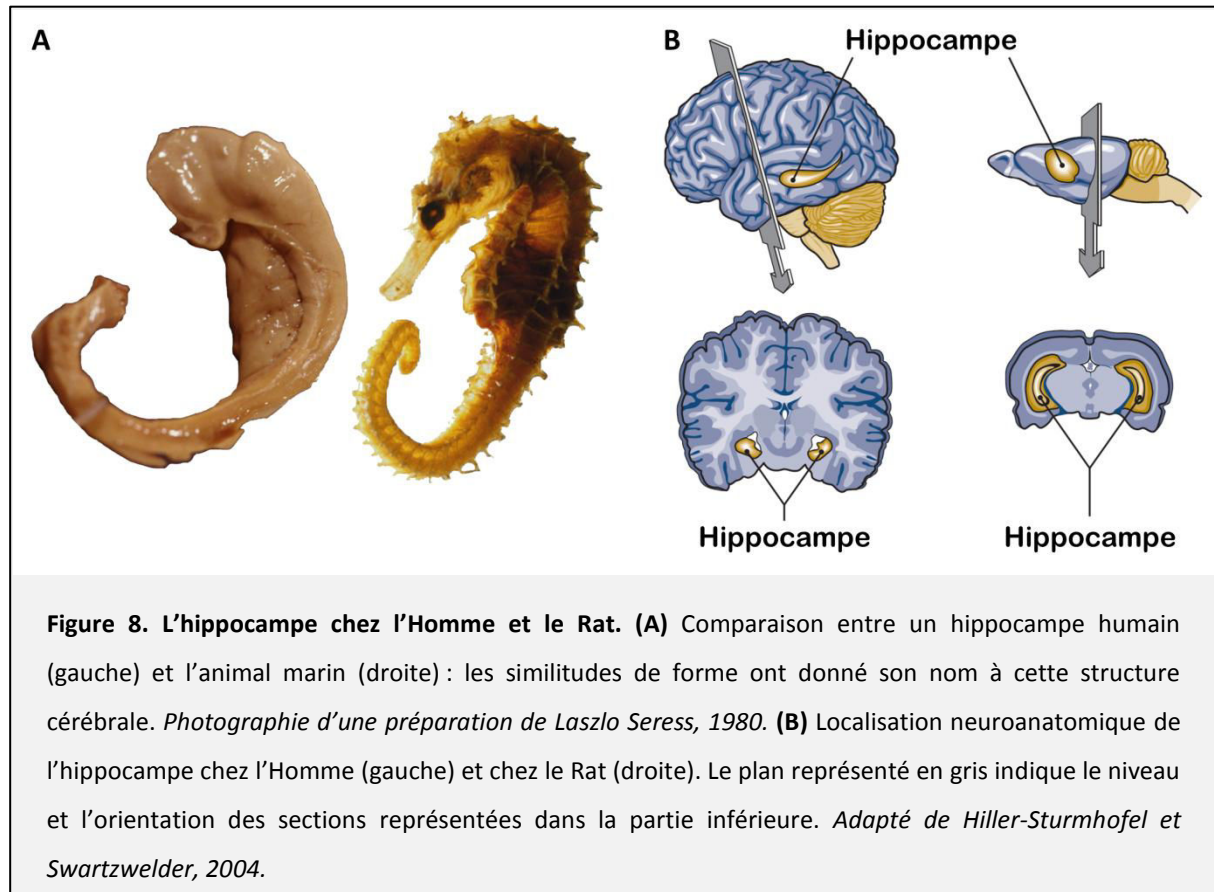 A
B
Hippocampe
Hippocampe
Hippocampe
Figure 8. L’hippocampe chez l’Homme et le Rat. (A) Comparaison entre un hippocampe humain
(gauche) et l’animal marin (droite) : les similitudes de forme ont donné son nom à cette structure
cérébrale. Photographie d’une préparation de Laszlo Seress, 1980. (B) Localisation neuroanatomique de
l’hippocampe chez l’Homme (gauche) et chez le Rat (droite). Le plan représenté en gris indique le niveau
et l’orientation des sections représentées dans la partie inférieure. Adapté de Hiller-Sturmhofel et
Swartzwelder, 2004.